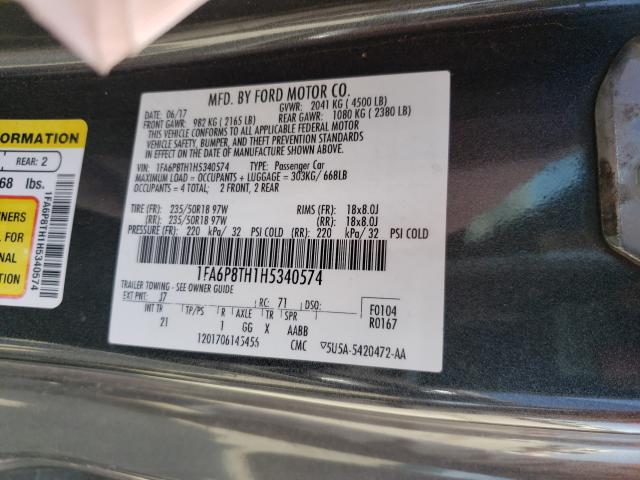 MFD. BY FORD MOTOR CO.
DATE: 06/17 GVWR: 2041 KG ( 4500 LB)
FRONT GAWR: 982 KG ( 2165 LB) REAR GAWR: 1080 KG ( 2380 LB)
THIS VEHICLE CONFORMS TO ALL APPLICABLE FEDERAL MOTOR
VEHICLE SAFETY, BUMPER, AND THEFT PREVENTION STANDARDS
IN EFFECT ON THE DATE OF MANUFACTURE SHOWN ABOVE.
VIN: 1FA6P8TH1H5340574 TYPE: Passenger Car
MAXIMUM LOAD = OCCUPANTS + LUGGAGE = 303KG/ 668LB
OCCUPANTS = 4 TOTAL: 2 FRONT, 2 REAR
TIRE (FR): 235/50R18 97W RIMS (FR): 18x8.0J
(RR): 235/50R18 97W (RR): 18x8.0J
PRESSURE (FR): 220 kPa/ 32 PSI COLD (RR): 220 kPa/ 32 PSI COLD
1FA6P8TH1H5340574
TRAILER TOWING - SEE OWNER GUIDE
EXT PNT: J7 RC: 71 DSO: F0104
INT TR TP/PS R AXLE TR SPR R0167
21 1 GG X AABB
1201706145456 CMC ▽SU5A-5420472-AA
FORMATION
REAR: 2
68 lbs.
NERS
L FOR
NAL
ION
1FA6P8TH1H5340574